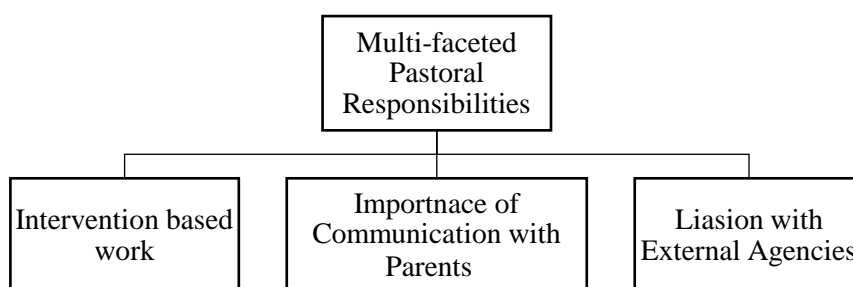 Multi-faceted
Pastoral
Responsibilities
Intervention based
work
Importnace of
Communication with
Parents
Liasion with
External Agencies